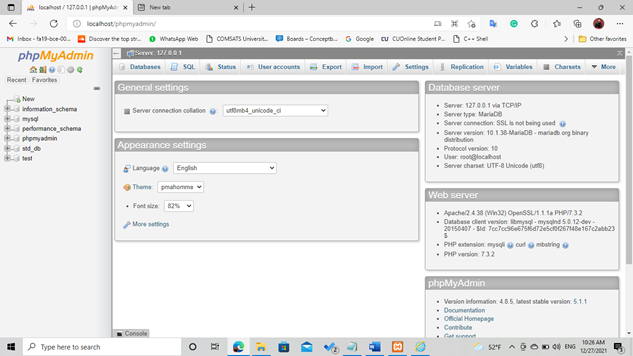 localhost / 127.0.0.1 | phpMyAd
New tab
localhost/phpmyadmin/
Inbox - fa19-bce-00...
Discover the top str...
WhatsApp Web
COMSATS Universit...
Boards – Conceptb...
Google
CUOnline Student P...
C++ Shell
Other favorites
phpMyAdmin
Recent Favorites
New
information_schema
mysql
performance_schema
phpmyadmin
std_db
test
Server: 127.0.0.1
Databases SQL Status User accounts Export Import Settings Replication Variables Charsets More
General settings
Server connection collation utf8mb4_unicode_ci
Appearance settings
Language English
Theme: pmahomme
Font size: 82%
More settings
Database server
Server: 127.0.0.1 via TCP/IP
Server type: MariaDB
Server connection: SSL is not being used
Server version: 10.1.38-MariaDB - mariadb.org binary
distribution
Protocol version: 10
User: root@localhost
Server charset: UTF-8 Unicode (utf8)
Web server
Apache/2.4.38 (Win32) OpenSSL/1.1.1a PHP/7.3.2
Database client version: libmysql - mysqlnd 5.0.12-dev -
20150407 - $Id: 7cc7cc96e675f6d72e5cf0f267f48e167c2abb23
$
PHP extension: mysqli curl mbstring
PHP version: 7.3.2
phpMyAdmin
Version information: 4.8.5, latest stable version: 5.1.1
Documentation
Official Homepage
Contribute
Get support
Console
Type here to search
52°F
ENG
10:26 AM
12/27/2021